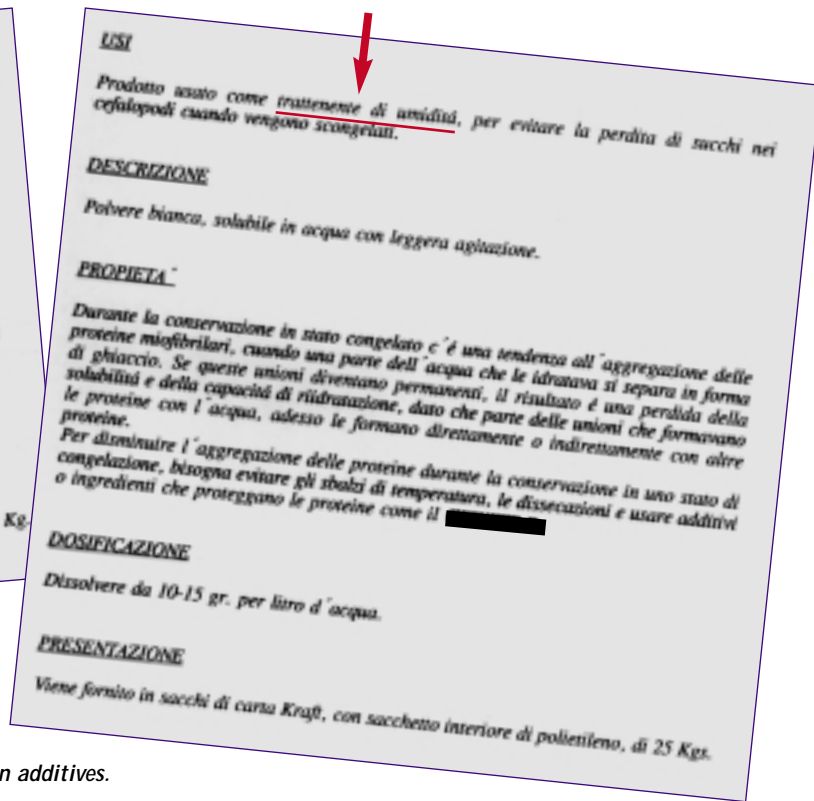 USI
Prodotto usato come trattenente di umiditá, per evitare la perdita di succhi nei
cefalopodi cuando vengono scongelati.
DESCRIZIONE
Polvere bianca, solubile in acqua con leggera agitazione.
PROPIETA´
Durante la conservazione in stato congelato c´é una tendenza all´aggregazione delle
proteine miofibrilari, cuando una parte dell´acqua che le idratava si separa in forma
di ghiaccio. Se queste unioni diventano permanenti, il risultato é una perdida della
solubilitá e della capacitá di riidratazione, dato che parte delle unioni che formavano
le proteine con l´acqua, adesso le formano direttamente o indirettamente con altre
proteine.
Per disminuire l´aggregazione delle proteine durante la conservazione in uno stato di
congelazione, bisogna evitare gli sbalzi di temperatura, le dissecazioni e usare additivi
o ingredienti che proteggano le proteine come il
Kg.
DOSIFICAZIONE
Dissolvere da 10-15 gr. per litro d´acqua.
PRESENTAZIONE
Viene fornito in sacchi di carta Kraft, con sacchetto interiore di polietileno, di 25 Kgs.
n additives.